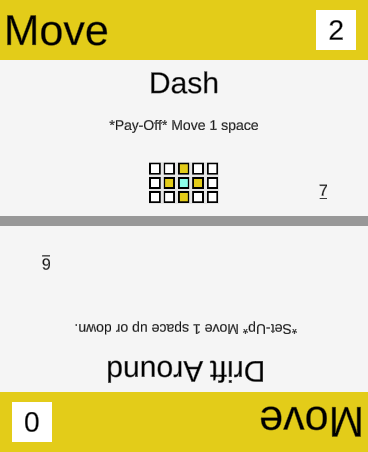 Move
2
Dash
*Pay-Off* Move 1 space
7
Move
0
Drift Around
*Set-Up* Move 1 space up or down.
6